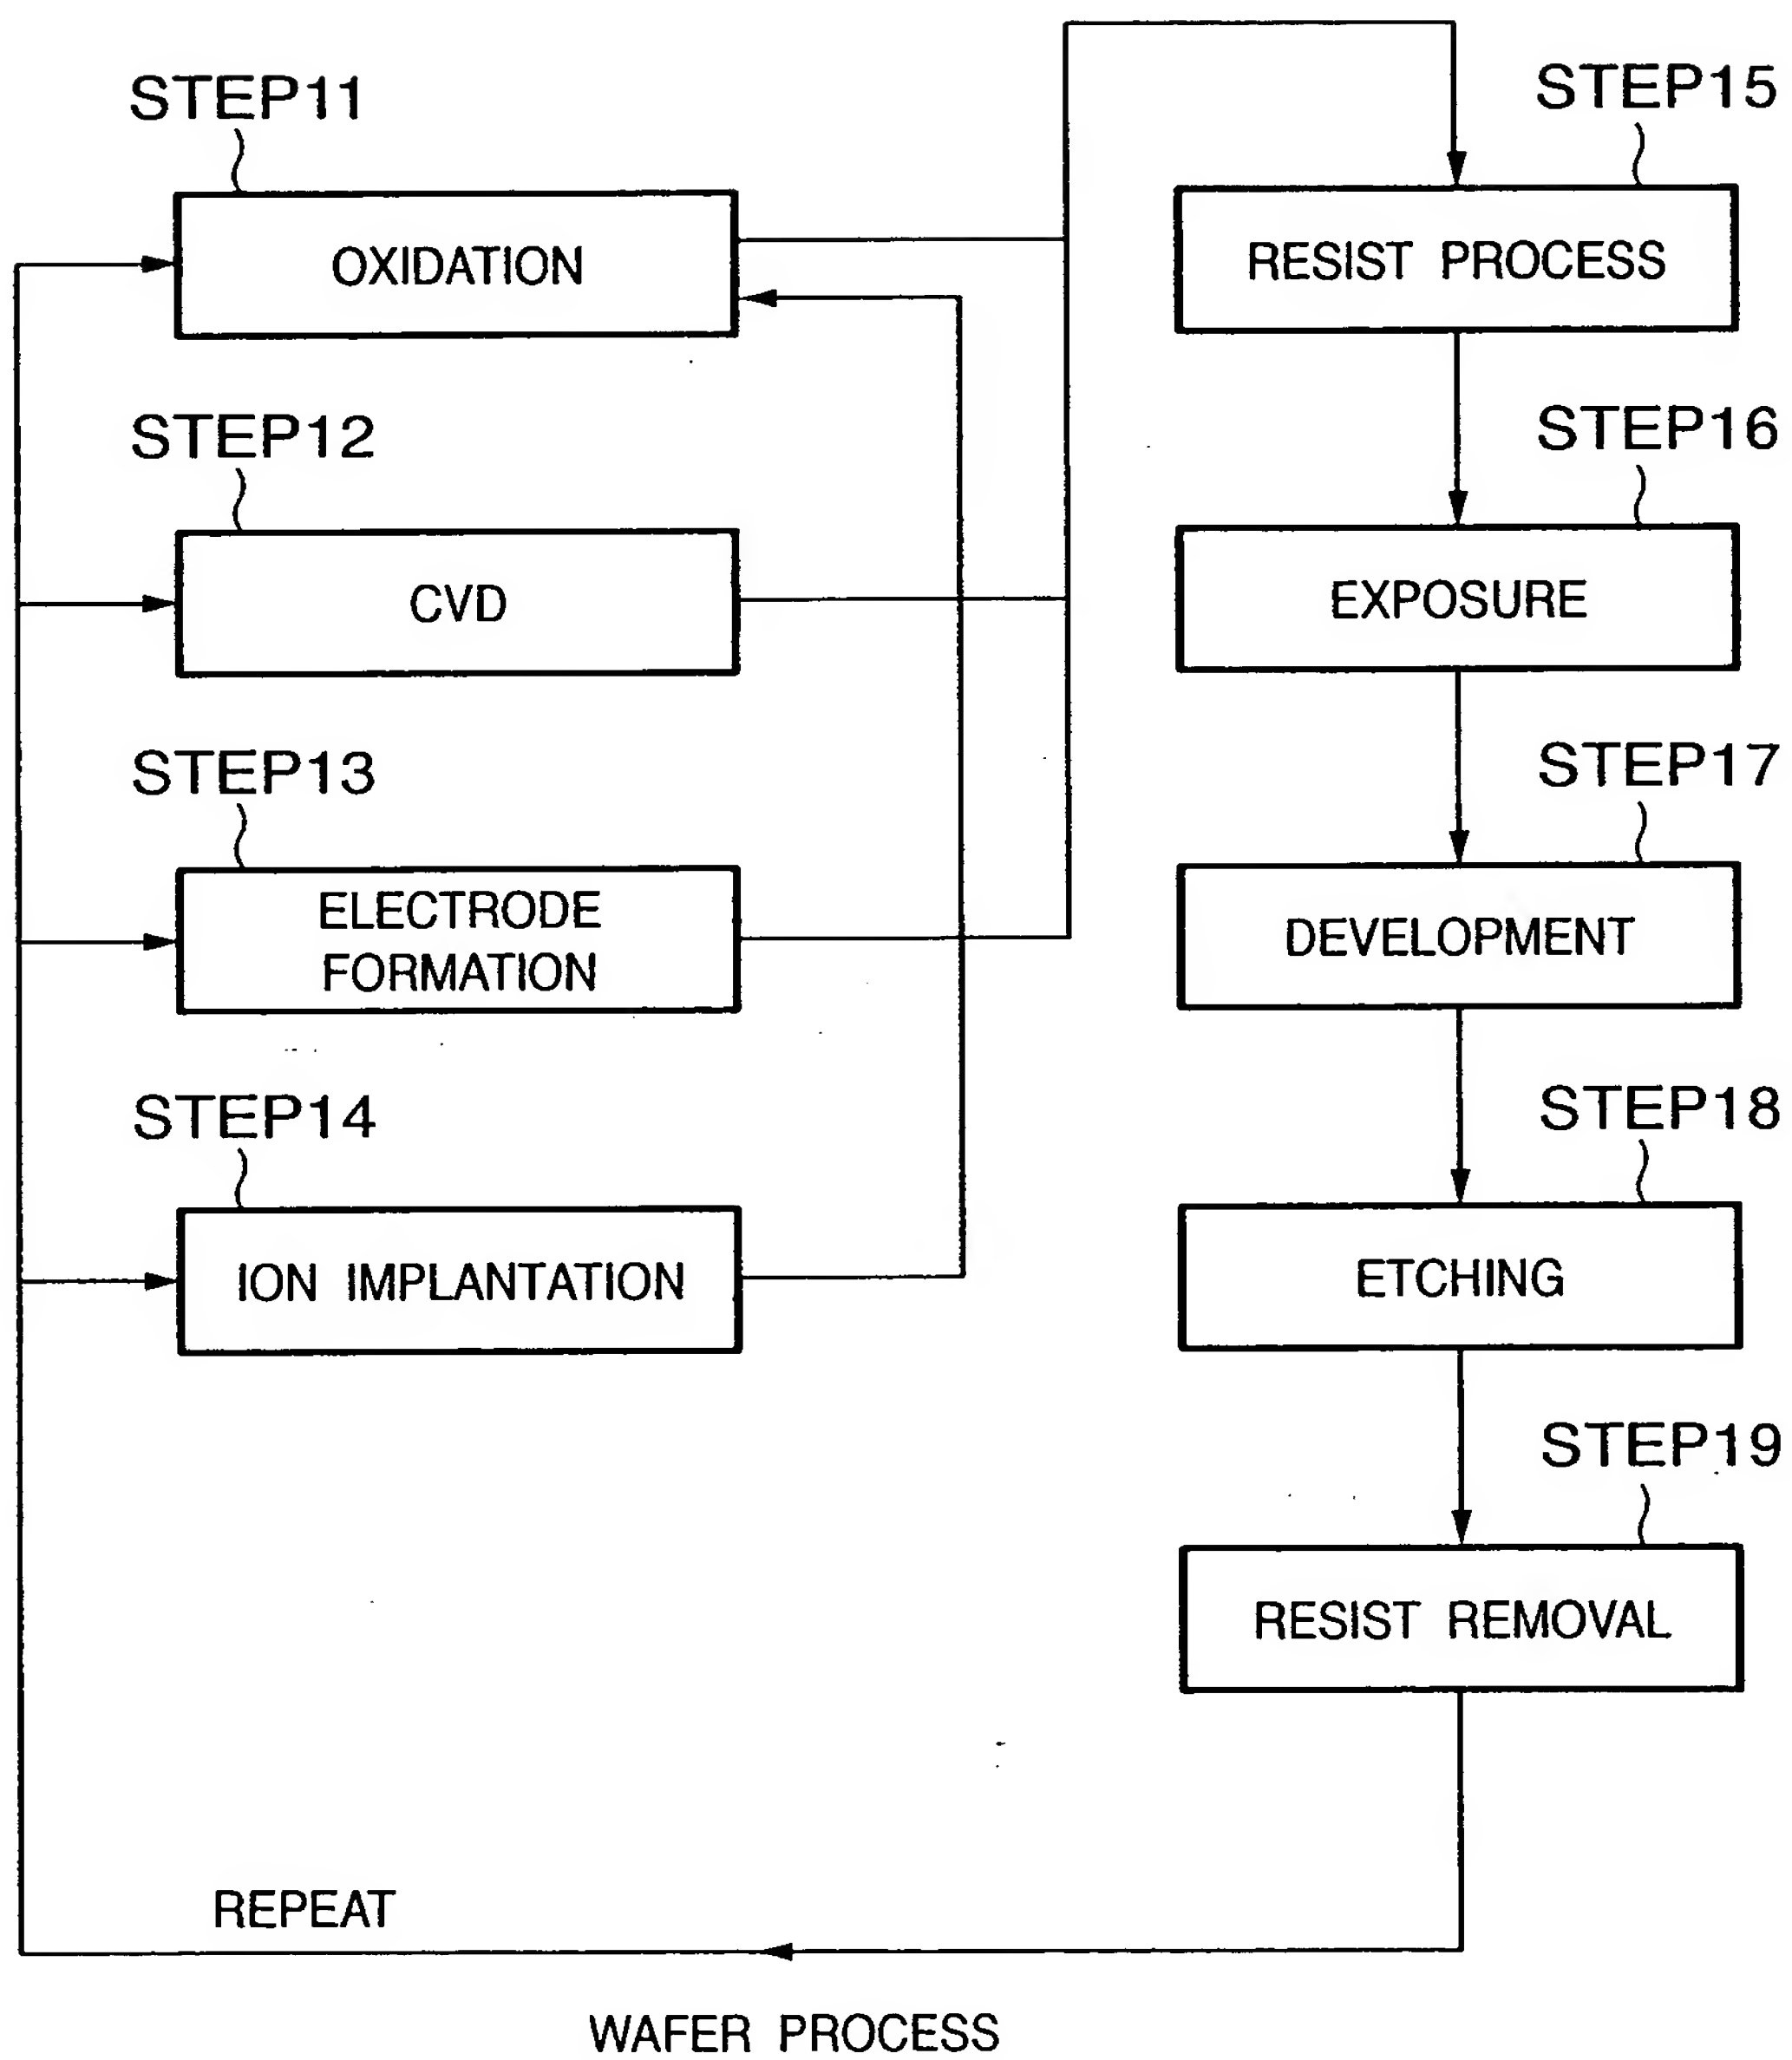 STEP11
OXIDATION
STEP12
CVD
STEP13
ELECTRODE
FORMATION
STEP14
ION IMPLANTATION
STEP15
RESIST PROCESS
STEP16
EXPOSURE
STEP17
DEVELOPMENT
STEP18
ETCHING
STEP19
RESIST REMOVAL
REPEAT
WAFER PROCESS